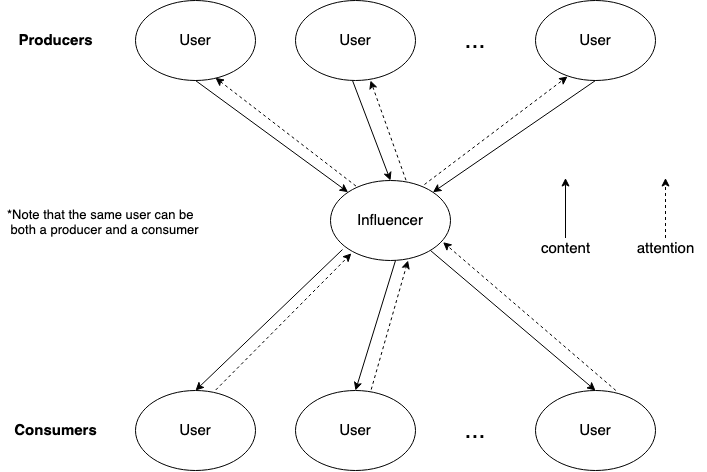 Producers
User
User
...
User
Influencer
*Note that the same user can be
both a producer and a consumer
content
attention
Consumers
User
User
...
User